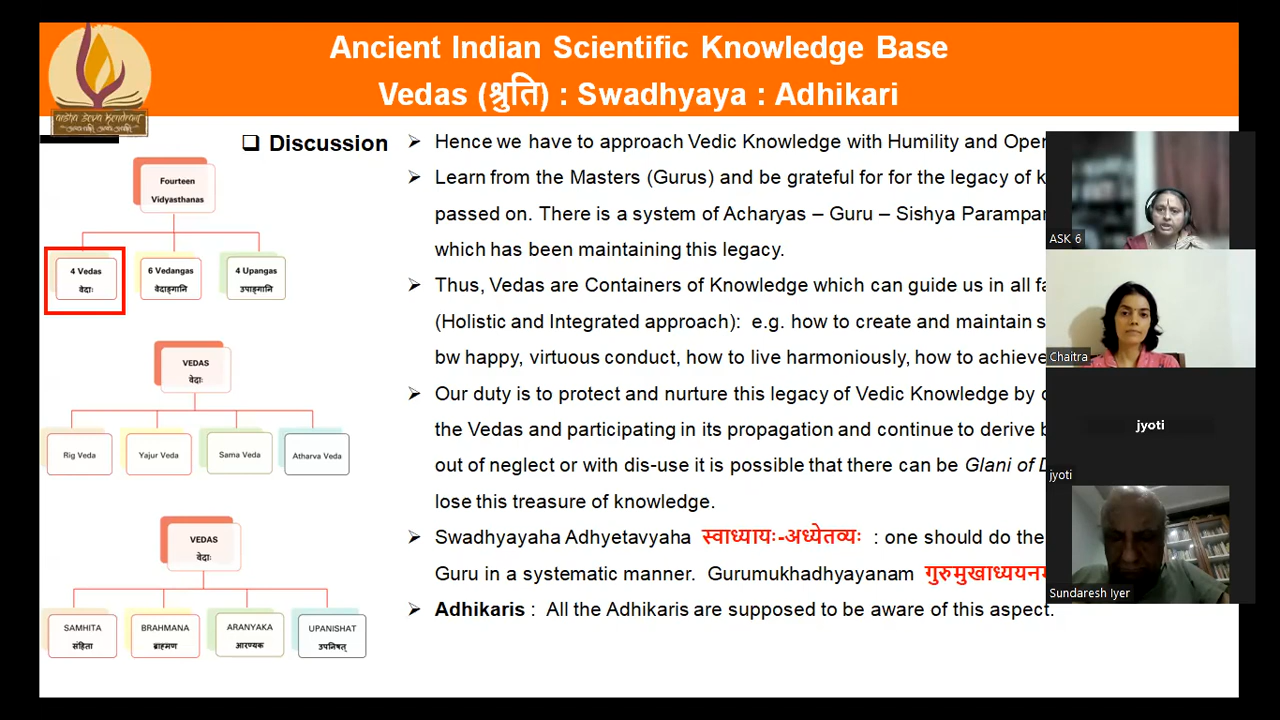 Ancient Indian Scientific Knowledge Base
Vedas (श्रुति) : Swadhyaya : Adhikari
arsha seva kendram
Discussion
Fourteen
Vidyasthanas
4 Vedas
वेदाः
6 Vedangas
वेदाङ्गानि
4 Upangas
उपाङ्गानि
VEDAS
वेदाः
Rig Veda
Yajur Veda
Sama Veda
Atharva Veda
VEDAS
वेदाः
SAMHITA
संहिता
BRAHMANA
ब्राह्मण
ARANYAKA
आरण्यक
UPANISHAT
उपनिषत्
Hence we have to approach Vedic Knowledge with Humility and
Learn from the Masters (Gurus) and be grateful for for the legacy of
passed on. There is a system of Acharyas – Guru – Sishya
which has been maintaining this legacy.
Thus, Vedas are Containers of Knowledge which can guide us in all
(Holistic and Integrated approach): e.g. how to create and maintain
bw happy, virtuous conduct, how to live harmoniously, how to achieve
Our duty is to protect and nurture this legacy of Vedic Knowledge by
the Vedas and participating in its propagation and continue to derive
out of neglect or with dis-use it is possible that there can be Glani of
lose this treasure of knowledge.
Swadhyayaha Adhyetavyaha स्वाध्यायः-अध्येतव्यः : one should do the
Guru in a systematic manner. Gurumukhadhyayanam
Adhikaris : All the Adhikaris are supposed to be aware of this aspect.
ASK 6
Chaitra
jyoti
jyoti
Sundaresh Iyer